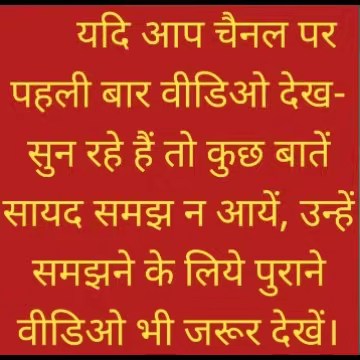 यदि आप चैनल पर
पहली बार वीडिओ देख-
सुन रहे हैं तो कुछ बातें
सायद समझ न आयें, उन्हें
समझने के लिये पुराने
वीडिओ भी जरूर देखें।